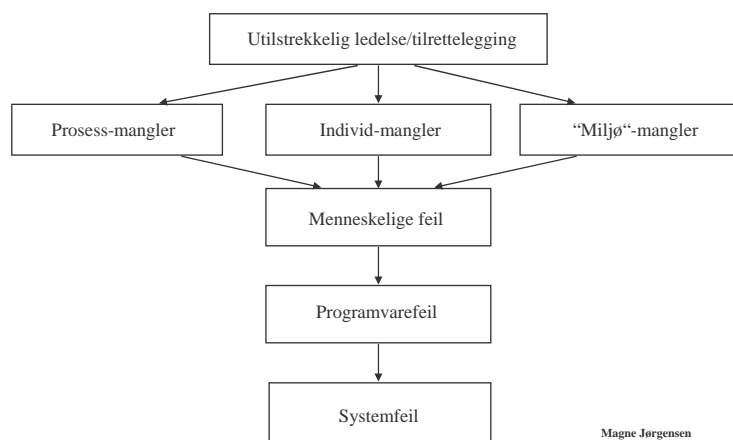 Utilstrekkelig ledelse/tilrettelegging
Prosess-mangler
Individ-mangler
“Miljø“-mangler
Menneskelige feil
Programvarefeil
Systemfeil
Magne Jørgensen